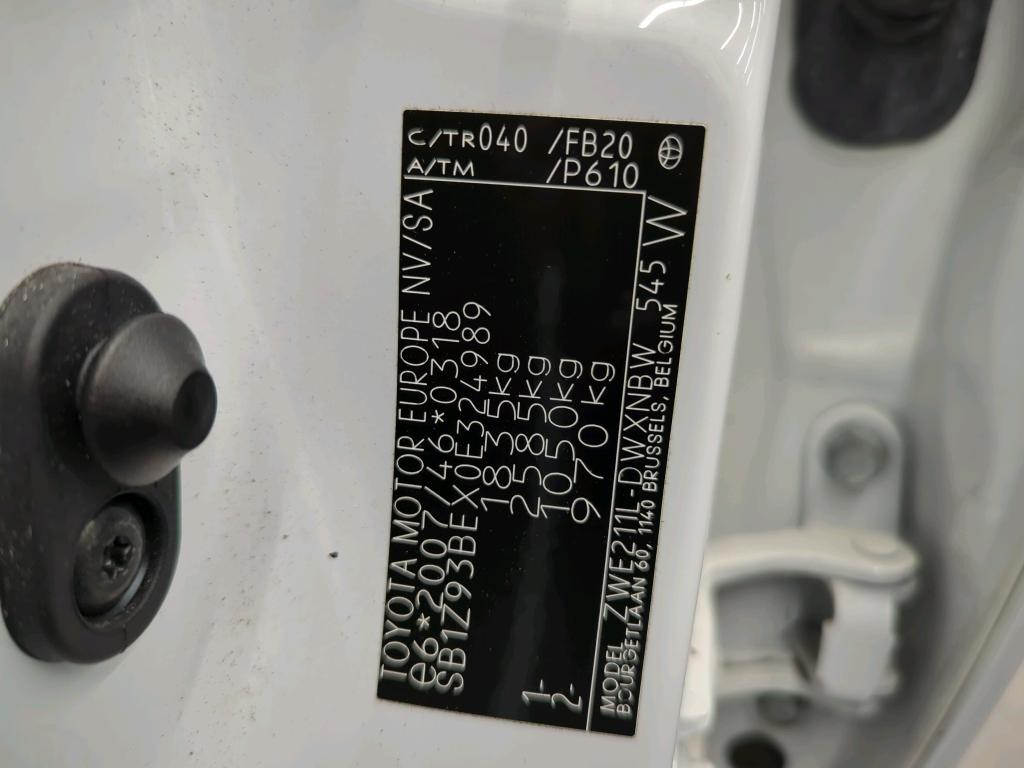 C/TR040 /FB20
A/TM /P610
TOYOTA MOTOR EUROPE NV/SA
e6*2007/46*0318
SB1Z93BEX0E324989
1835kg
2585kg
1-1050kg
2-970kg
MODEL ZWE211L-DWXNBW 545W
BOURGETLAAN 60, 1140 BRUSSELS, BELGIUM